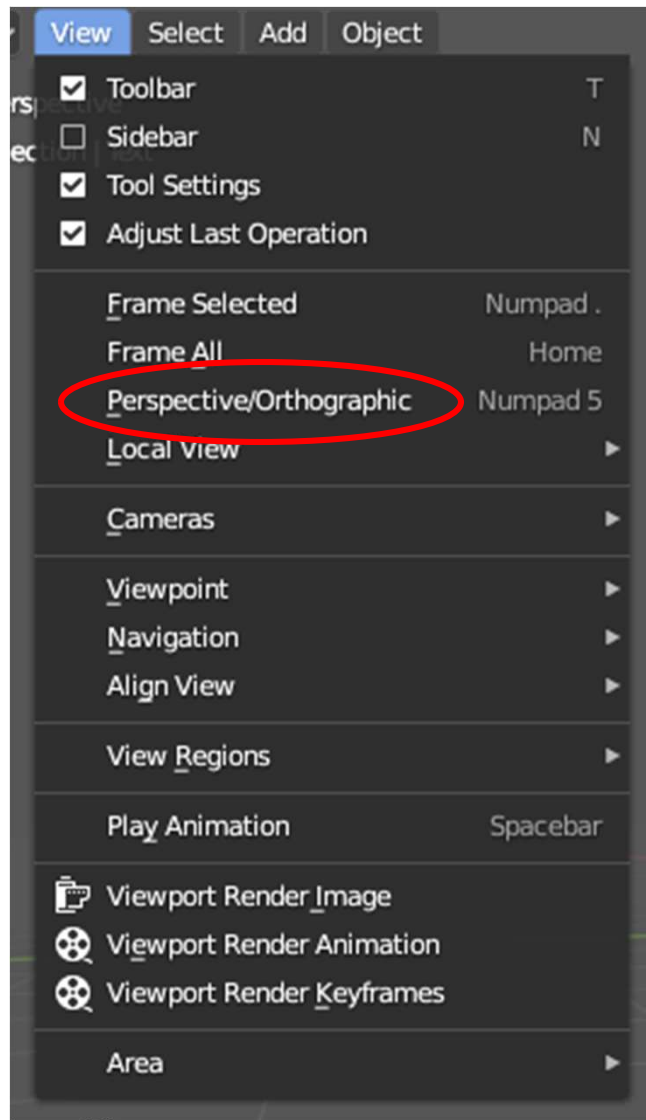 View Select Add Object
Toolbar T
Sidebar N
Tool Settings
Adjust Last Operation
Frame Selected Numpad .
Frame All Home
Perspective/Orthographic Numpad 5
Local View
Cameras
Viewpoint
Navigation
Align View
View Regions
Play Animation Spacebar
Viewport Render Image
Viewport Render Animation
Viewport Render Keyframes
Area